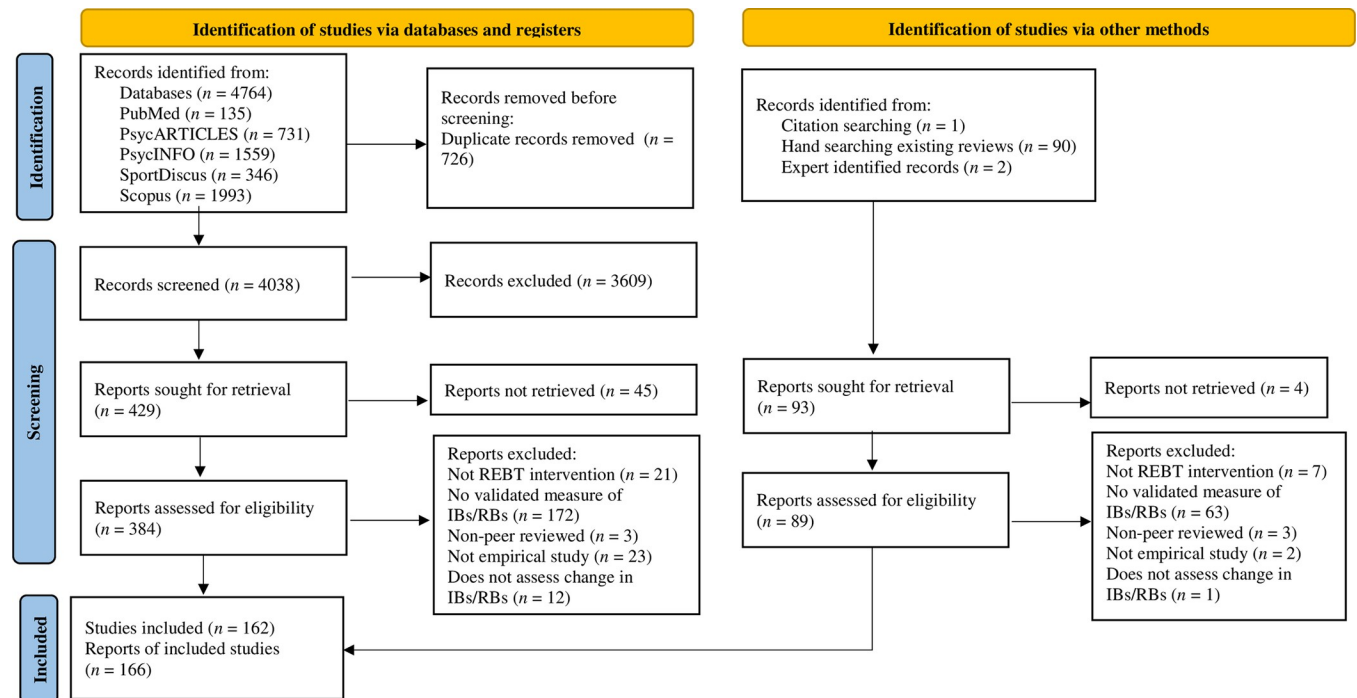 Identification of studies via databases and registers
Identification of studies via other methods
Identification
Records identified from:
Databases (n = 4764)
PubMed (n = 135)
PsycARTICLES (n = 731)
PsycINFO (n = 1559)
SportDiscus (n = 346)
Scopus (n = 1993)
Records removed before
screening:
Duplicate records removed (n =
726)
Records identified from:
Citation searching (n = 1)
Hand searching existing reviews (n = 90)
Expert identified records (n = 2)
Screening
Records screened (n = 4038)
Records excluded (n = 3609)
Reports sought for retrieval
(n = 429)
Reports not retrieved (n = 45)
Reports sought for retrieval
(n = 93)
Reports not retrieved (n = 4)
Reports assessed for eligibility
(n = 384)
Reports excluded:
Not REBT intervention (n = 21)
No validated measure of
IBs/RBs (n = 172)
Non-peer reviewed (n = 3)
Not empirical study (n = 23)
Does not assess change in
IBs/RBs (n = 12)
Reports assessed for eligibility
(n = 89)
Reports excluded:
Not REBT intervention (n = 7)
No validated measure of
IBs/RBs (n = 63)
Non-peer reviewed (n = 3)
Not empirical study (n = 2)
Does not assess change in
IBs/RBs (n = 1)
Included
Studies included (n = 162)
Reports of included studies
(n = 166)